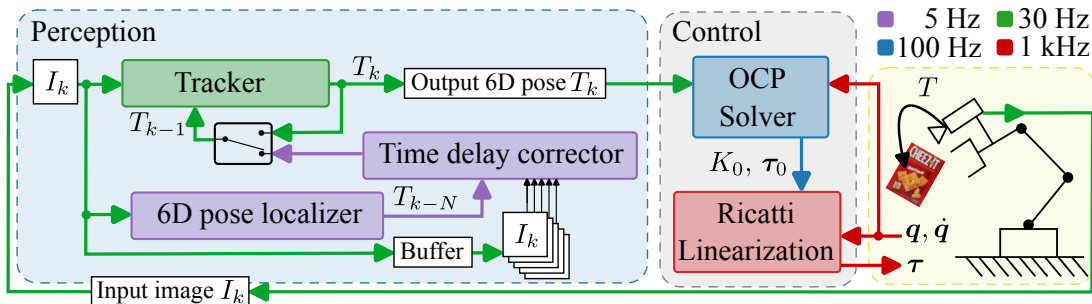 Perception
Control
5 Hz
30 Hz
100 Hz
1 kHz
I_k
Tracker
T_k
Output 6D pose T_k
OCP
Solver
T
CHEEZ-IT
T_{k-1}
Time delay corrector
K_0, τ_0
6D pose localizer
T_{k-N}
I_k
Ricatti
Linearization
q, q̇
τ
Buffer
Input image I_k